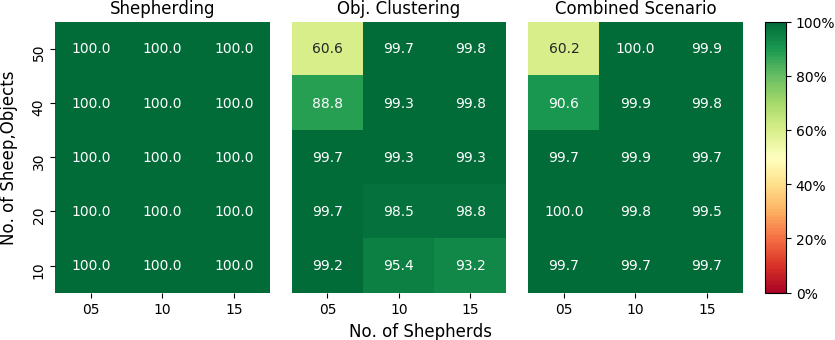 Shepherding Obj. Clustering Combined Scenario
No. of Sheep,Objects
50 100.0 100.0 100.0 60.6 99.7 99.8 60.2 100.0 99.9
40 100.0 100.0 100.0 88.8 99.3 99.8 90.6 99.9 99.8
30 100.0 100.0 100.0 99.7 99.3 99.3 99.7 99.9 99.7
20 100.0 100.0 100.0 99.7 98.5 98.8 100.0 99.8 99.5
10 100.0 100.0 100.0 99.2 95.4 93.2 99.7 99.7 99.7
05 10 15 05 10 15 05 10 15
No. of Shepherds
100%
80%
60%
40%
20%
0%